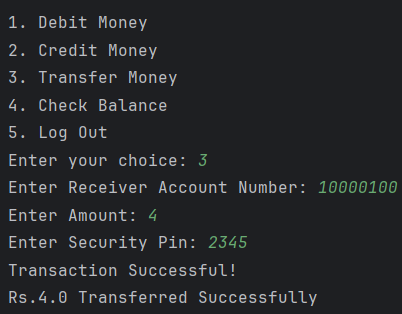 1. Debit Money
2. Credit Money
3. Transfer Money
4. Check Balance
5. Log Out
Enter your choice: 3
Enter Receiver Account Number: 10000100
Enter Amount: 4
Enter Security Pin: 2345
Transaction Successful!
Rs.4.0 Transferred Successfully